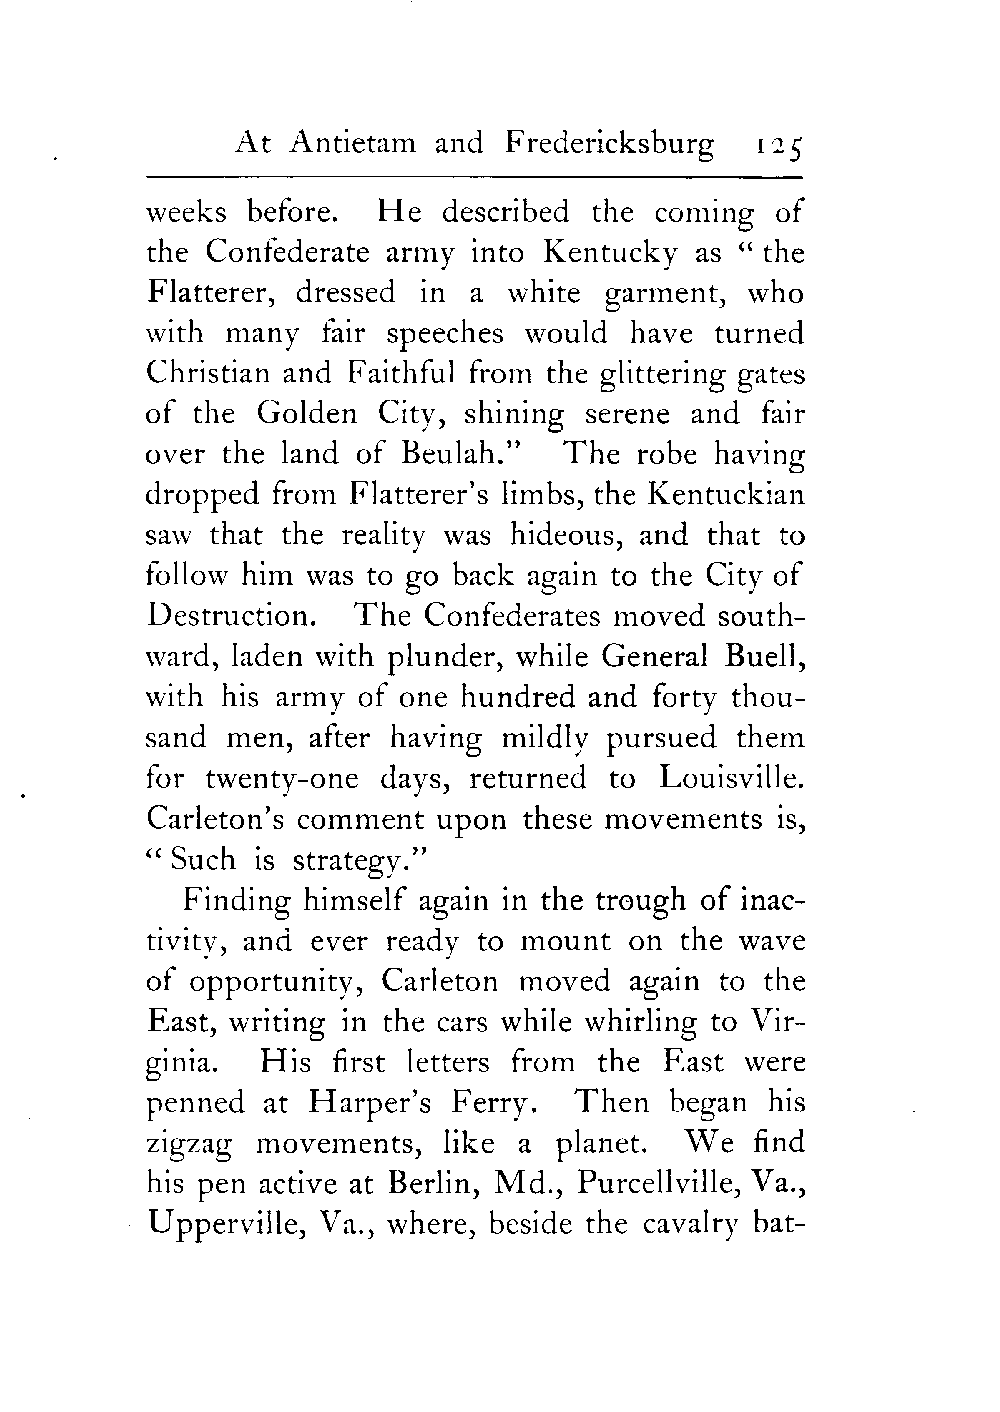 At Antietam and Fredericksburg 125
weeks before. He described the coming of
the Confederate army into Kentucky as “ the
Flatterer, dressed in a white garment, who
with many fair speeches would have turned
Christian and Faithful from the glittering gates
of the Golden City, shining serene and fair
over the land of Beulah.” The robe having
dropped from Flatterer’s limbs, the Kentuckian
saw that the reality was hideous, and that to
follow him was to go back again to the City of
Destruction. The Confederates moved south-
ward, laden with plunder, while General Buell,
with his army of one hundred and forty thou-
sand men, after having mildly pursued them
for twenty-one days, returned to Louisville.
Carleton’s comment upon these movements is,
“ Such is strategy.”
Finding himself again in the trough of inac-
tivity, and ever ready to mount on the wave
of opportunity, Carleton moved again to the
East, writing in the cars while whirling to Vir-
ginia. His first letters from the East were
penned at Harper’s Ferry. Then began his
zigzag movements, like a planet. We find
his pen active at Berlin, Md., Purcellville, Va.,
Upperville, Va., where, beside the cavalry bat-